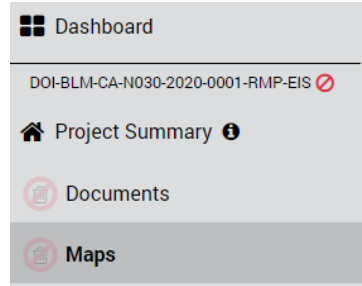 Dashboard
DOI-BLM-CA-N030-2020-0001-RMP-EIS
Project Summary
Documents
Maps